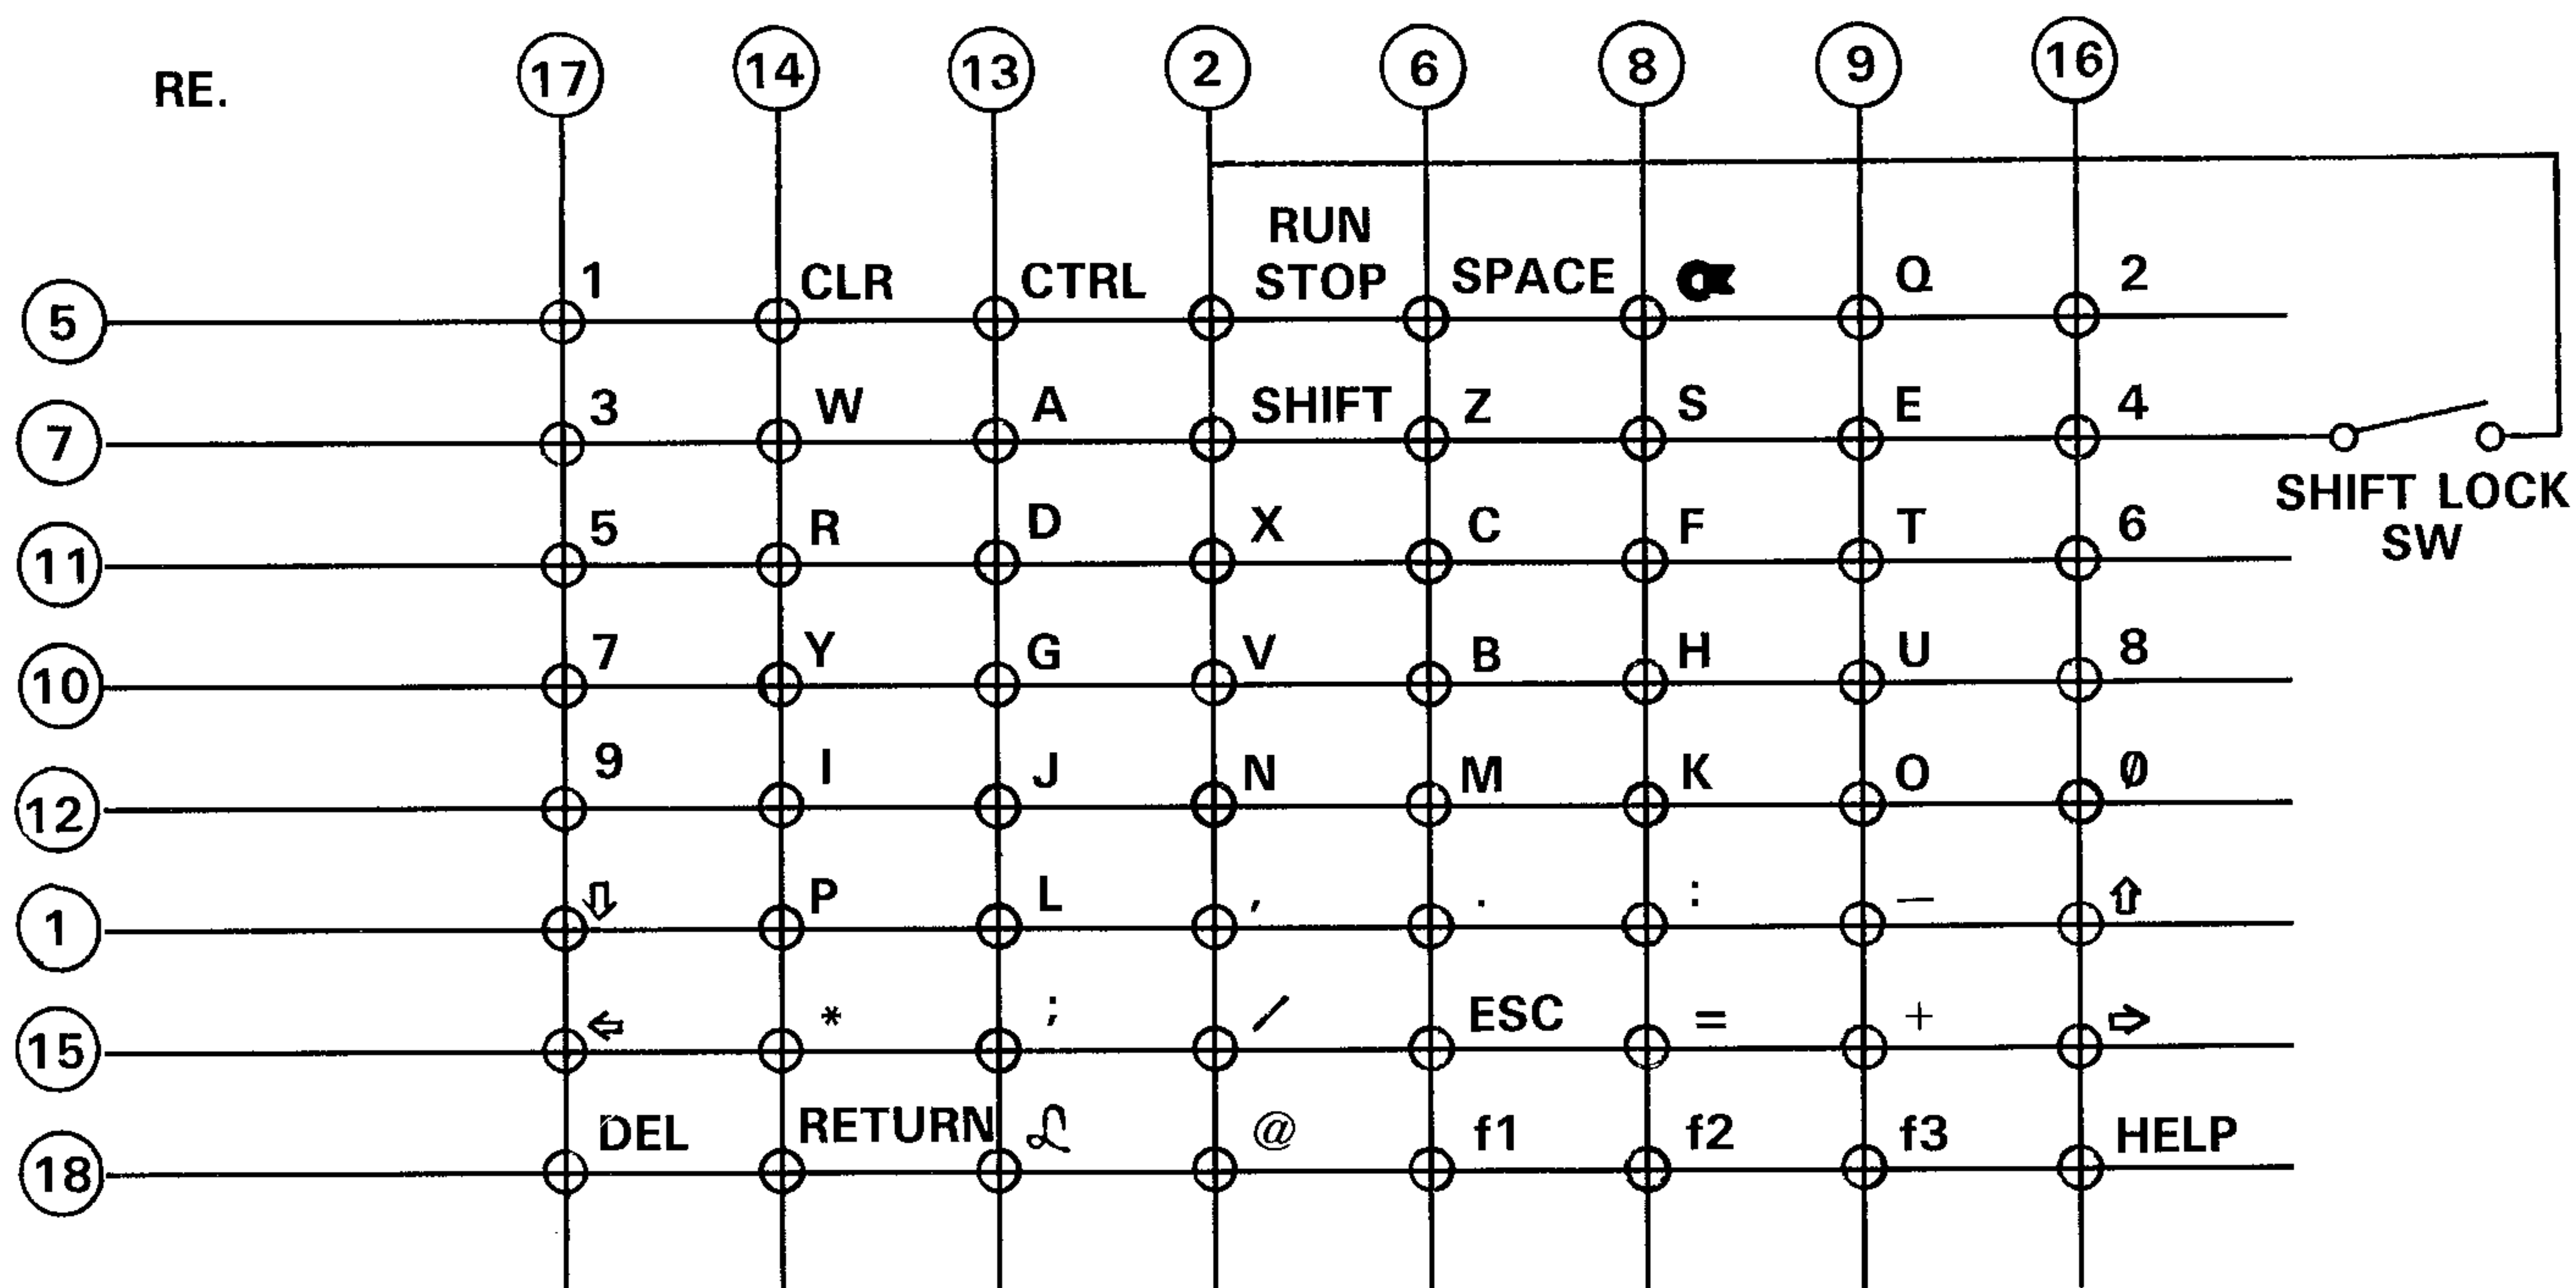 RE. 17 14 13 2 6 8 9 16
RUN
5 1 CLR CTRL STOP SPACE Q 2
7 3 W A SHIFT Z S E 4
SHIFT LOCK
11 5 R D X C F T 6 SW
10 7 Y G V B H U 8
12 9 I J N M K O Ø
1 ⇩ P L , . : — ⇧
15 ⇦ * ; / ESC = + ⇨
18 DEL RETURN £ @ f1 f2 f3 HELP